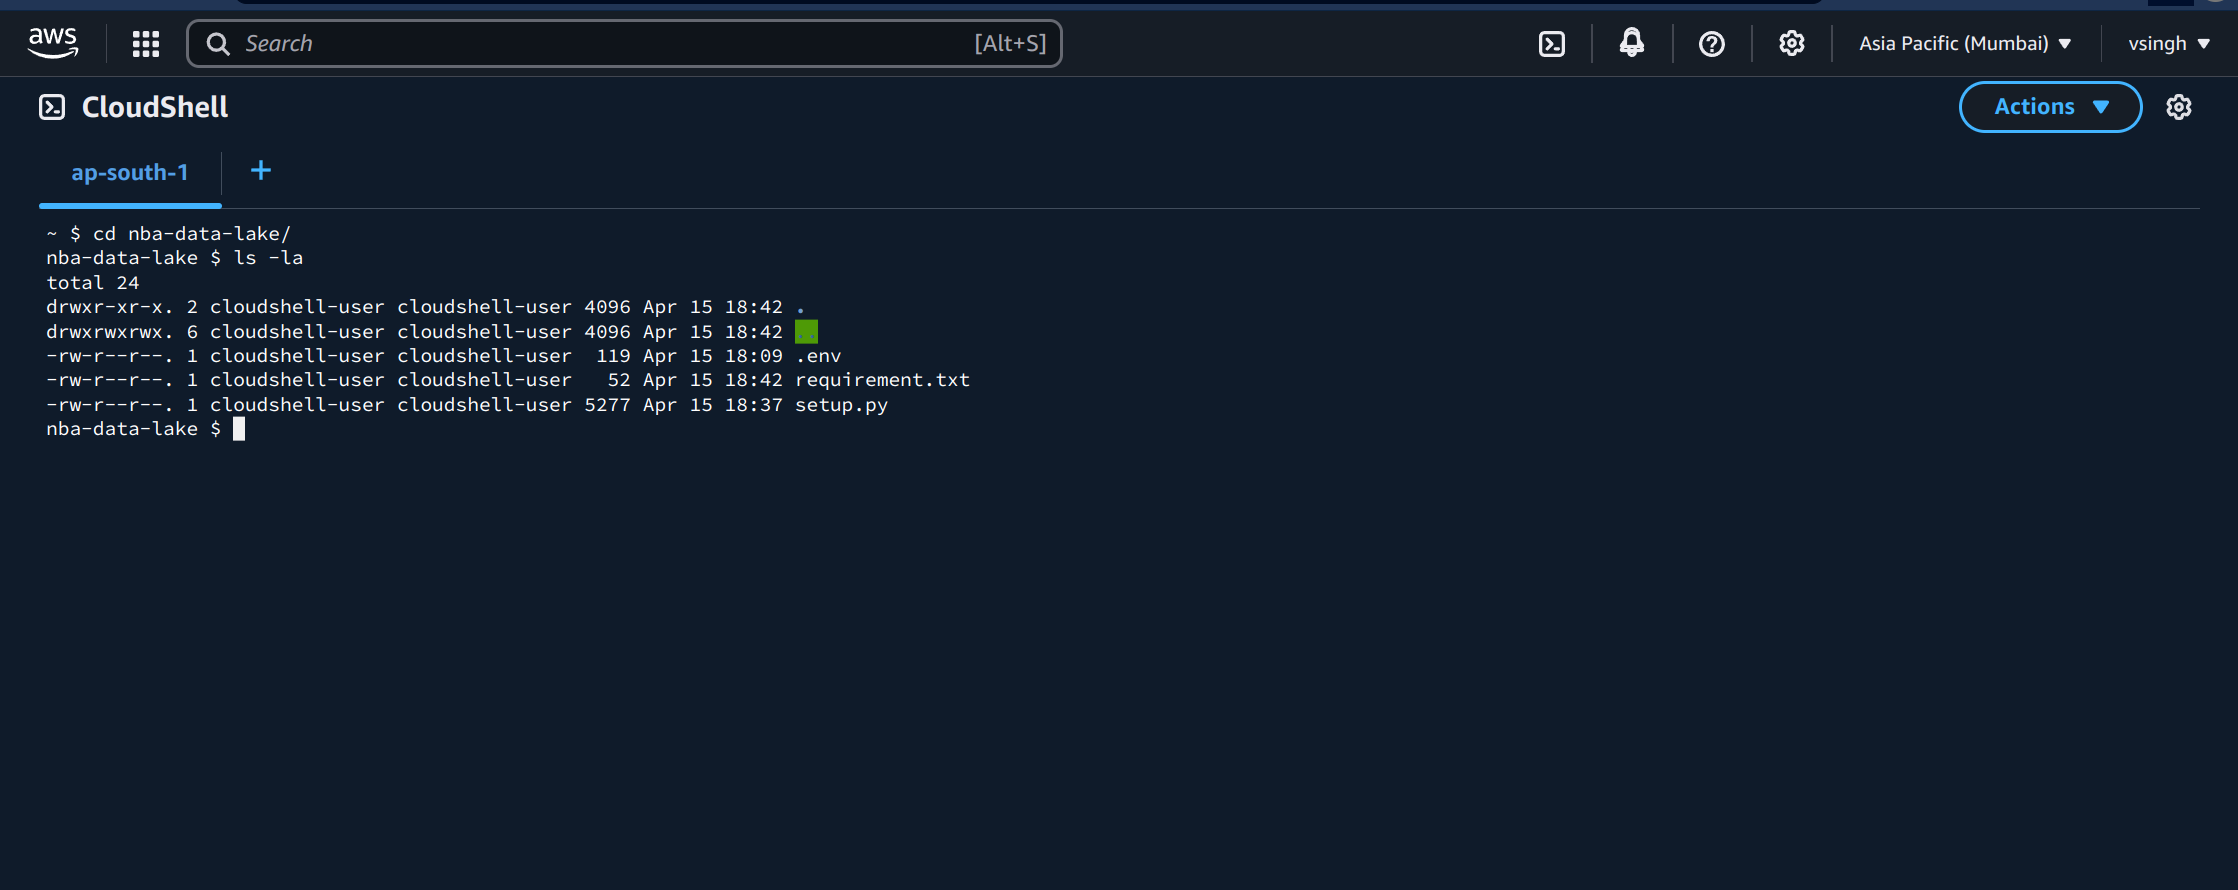 aws Search [Alt+S] Asia Pacific (Mumbai) vsingh
CloudShell Actions
ap-south-1 +
~ $ cd nba-data-lake/
nba-data-lake $ ls -la
total 24
drwxr-xr-x. 2 cloudshell-user cloudshell-user 4096 Apr 15 18:42 .
drwxrwxrwx. 6 cloudshell-user cloudshell-user 4096 Apr 15 18:42 ..
-rw-r--r--. 1 cloudshell-user cloudshell-user  119 Apr 15 18:09 .env
-rw-r--r--. 1 cloudshell-user cloudshell-user   52 Apr 15 18:42 requirement.txt
-rw-r--r--. 1 cloudshell-user cloudshell-user 5277 Apr 15 18:37 setup.py
nba-data-lake $